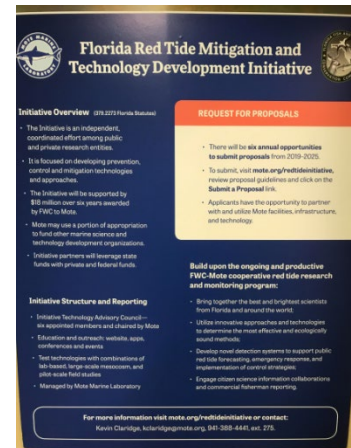 MOTE MARINE
LABORATORY
Florida Red Tide Mitigation and
Technology Development Initiative
Initiative Overview (379.2273 Florida Statutes)
• The Initiative is an independent,
coordinated effort among public
and private research entities.
• It is focused on developing prevention,
control and mitigation technologies
and approaches.
• The Initiative will be supported by
$18 million over six years awarded
by FWC to Mote.
• Mote may use a portion of appropriation
to fund other marine science and
technology development organizations.
• Initiative partners will leverage state
funds with private and federal funds.
Initiative Structure and Reporting
• Initiative Technology Advisory Council—
six appointed members and chaired by Mote
• Education and outreach: website, apps,
conferences and events
• Test technologies with combinations of
lab-based, large-scale mesocosm, and
pilot-scale field studies
• Managed by Mote Marine Laboratory
REQUEST FOR PROPOSALS
• There will be six annual opportunities
to submit proposals from 2019-2025.
• To submit, visit mote.org/redtideinitiative,
review proposal guidelines and click on the
Submit a Proposal link.
• Applicants have the opportunity to partner
with and utilize Mote facilities, infrastructure,
and technology.
Build upon the ongoing and productive
FWC-Mote cooperative red tide research
and monitoring program:
• Bring together the best and brightest scientists
from Florida and around the world;
• Utilize innovative approaches and technologies
to determine the most effective and ecologically
sound methods;
• Develop novel detection systems to support public
red tide forecasting, emergency response, and
implementation of control strategies.
• Engage citizen science information collaborations
and commercial fisherman reporting.
For more information visit mote.org/redtideinitiative or contact:
Kevin Claridge, kclaridge@mote.org, 941-388-4441, ext. 275.